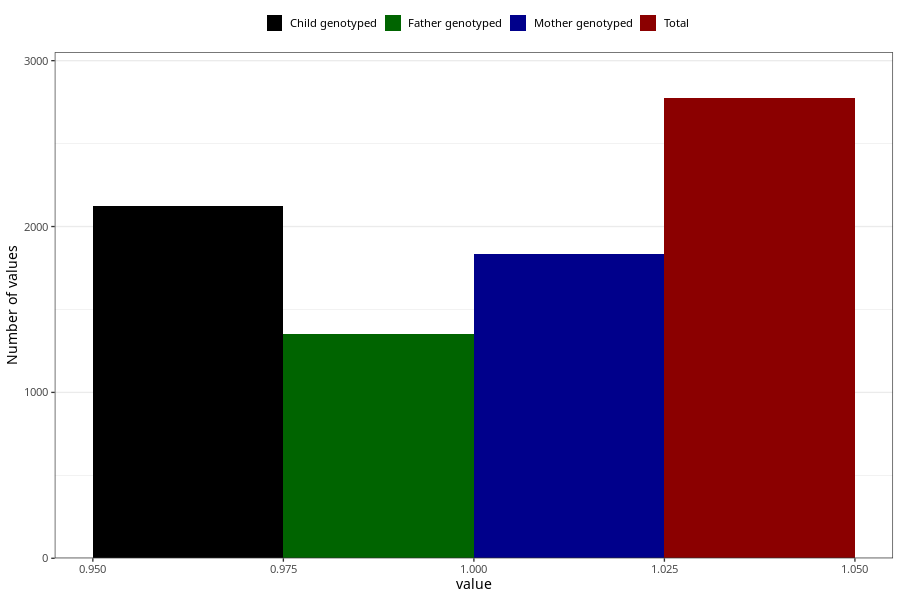 Child genotyped Father genotyped Mother genotyped Total
Number of values
3000
2000
1000
0
0.950 0.975 1.000 1.025 1.050
value